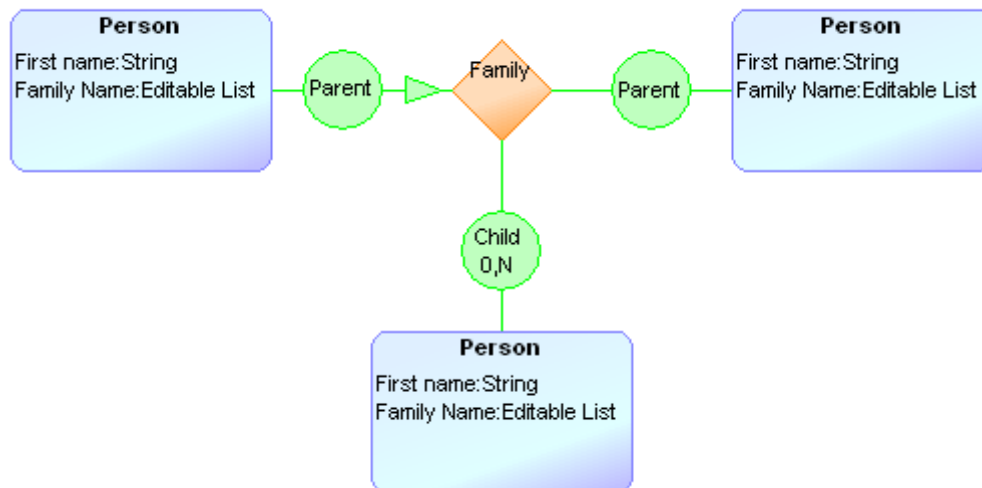 Person
First name:String
Family Name:Editable List
Parent
Family
Parent
Person
First name:String
Family Name:Editable List
Child
0,N
Person
First name:String
Family Name:Editable List